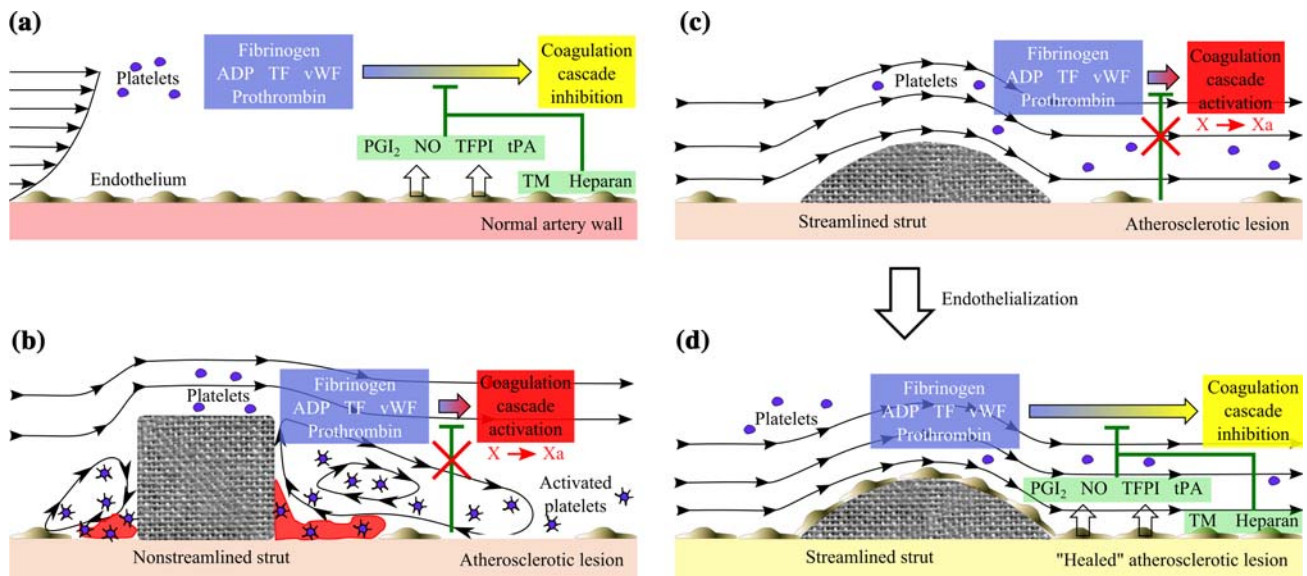 (a)
Platelets
Fibrinogen
ADP TF vWF
Prothrombin
Coagulation
cascade
inhibition
PGI₂ NO TFPI tPA
TM Heparan
Endothelium
Normal artery wall
(b)
Platelets
Fibrinogen
ADP TF vWF
Prothrombin
Coagulation
cascade
activation
X → Xa
Activated
platelets
Nonstreamlined strut
Atherosclerotic lesion
(c)
Platelets
Fibrinogen
ADP TF vWF
Prothrombin
Coagulation
cascade
activation
X → Xa
Streamlined strut
Atherosclerotic lesion
Endothelialization
(d)
Platelets
Fibrinogen
ADP TF vWF
Prothrombin
Coagulation
cascade
inhibition
PGI₂ NO TFPI tPA
TM Heparan
Streamlined strut
"Healed" atherosclerotic lesion